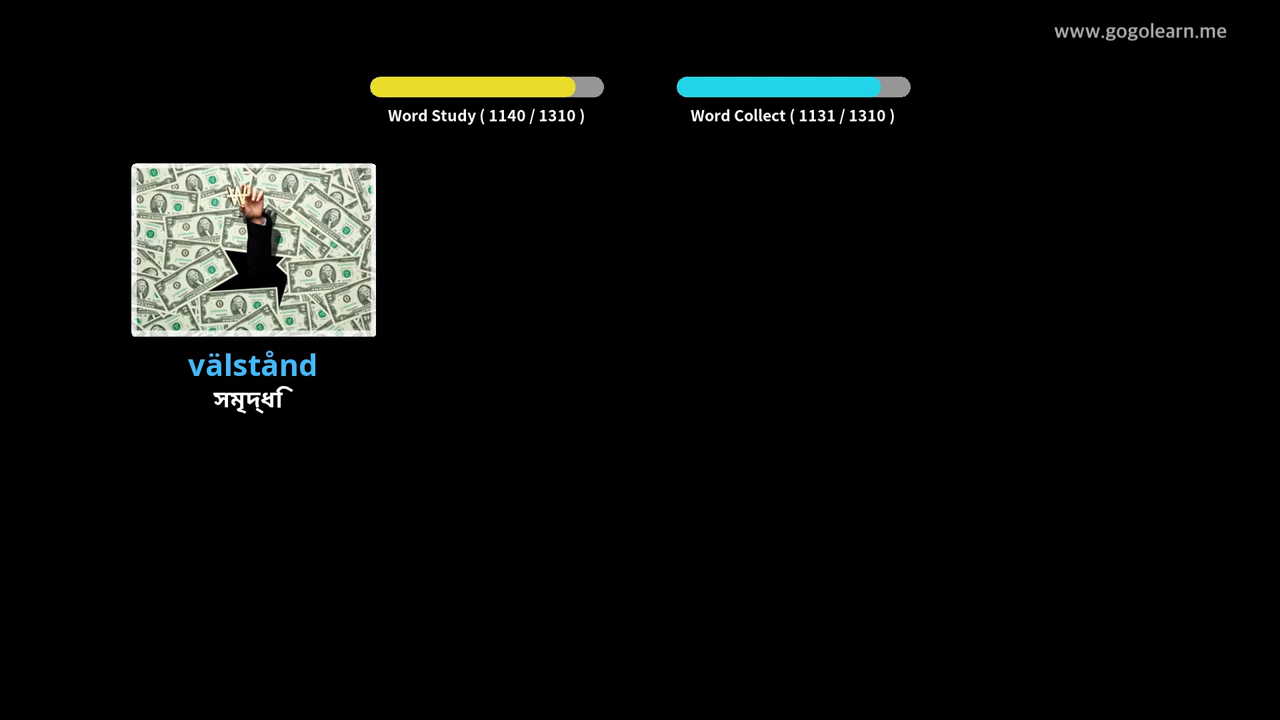 www.gogolearn.me
Word Study ( 1140 / 1310 )
Word Collect ( 1131 / 1310 )
välstånd
সমৃদ্ধি